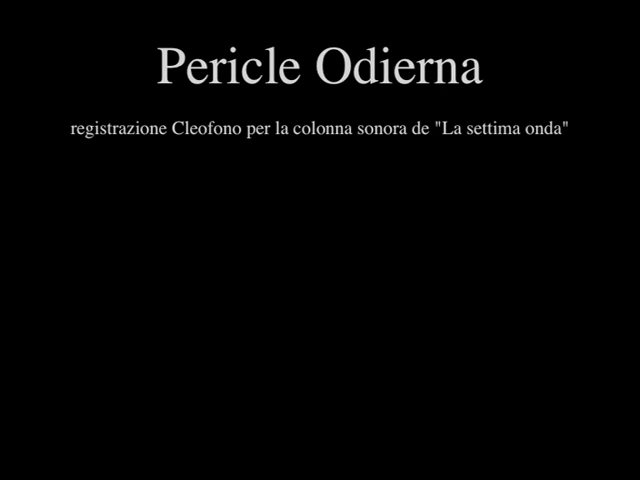 Pericle Odierna
registrazione Cleofono per la colonna sonora de "La settima onda"